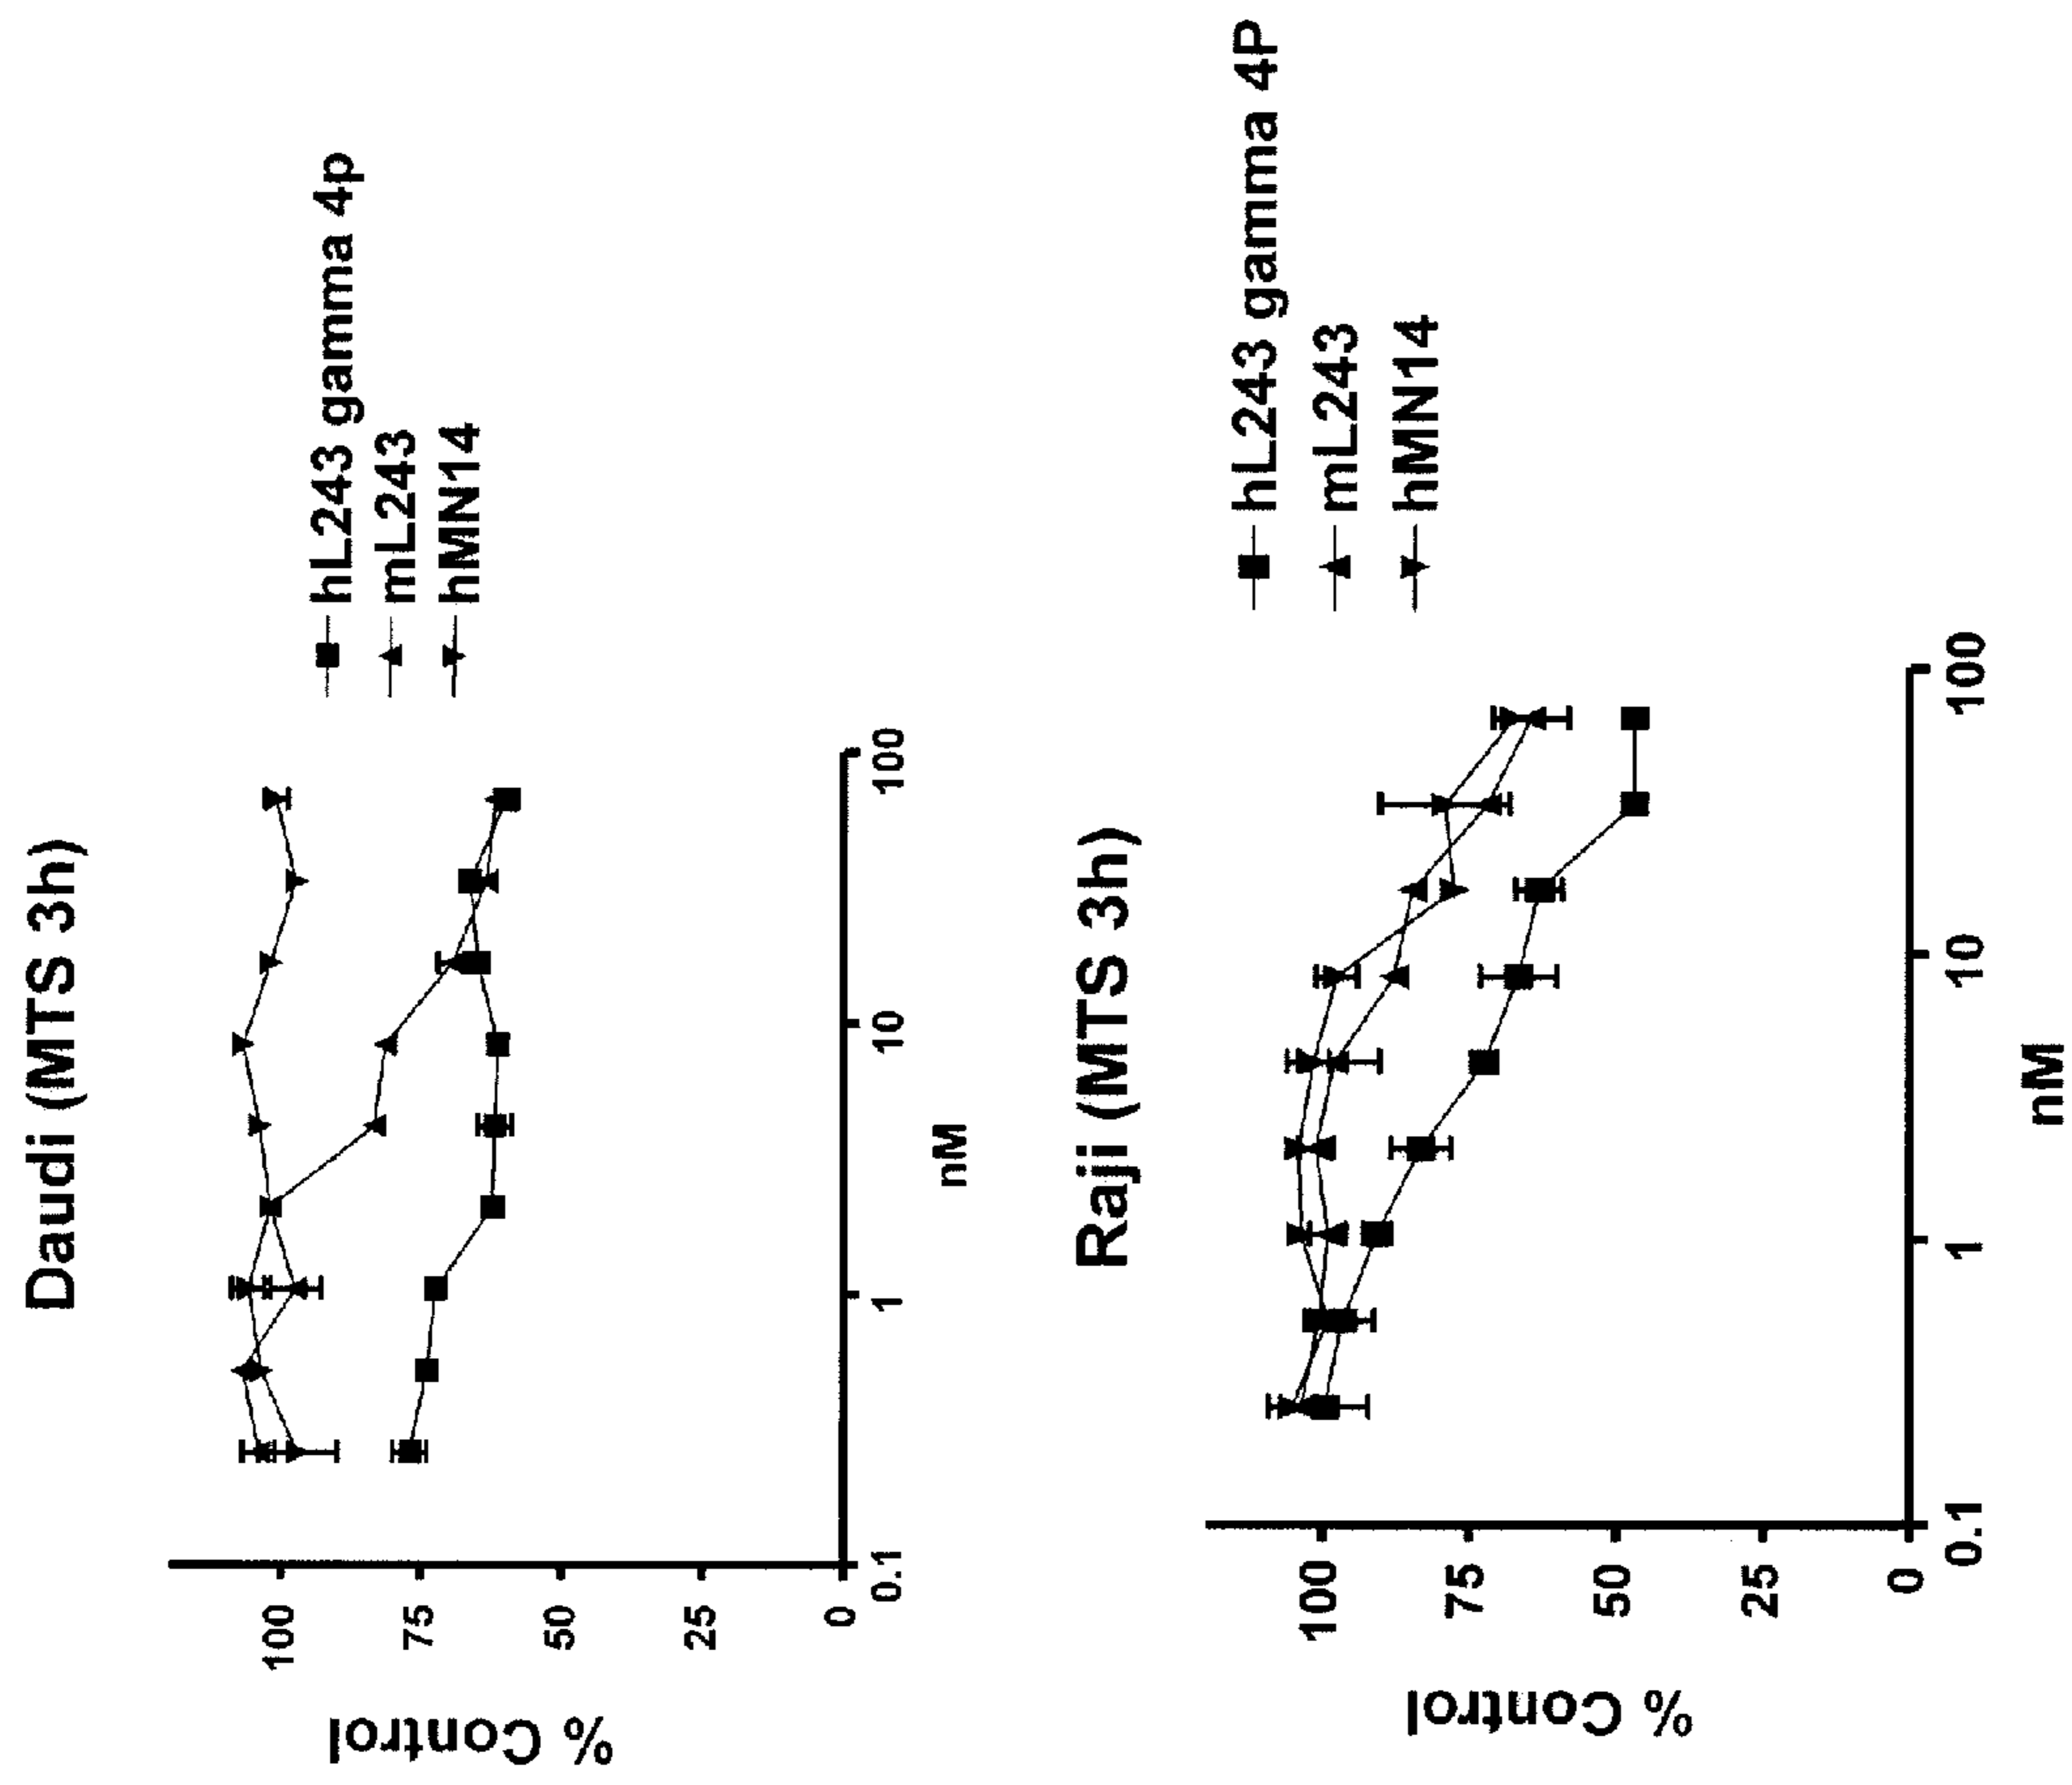 Daudi (MTS 3h)
% Control
100
75
50
25
0
0.1
1
10
100
nM
hL243 gamma 4p
mL243
hMN14
Raji (MTS 3h)
% Control
100
75
50
25
0
0.1
1
10
100
nM
hL243 gamma 4P
mL243
hMN14